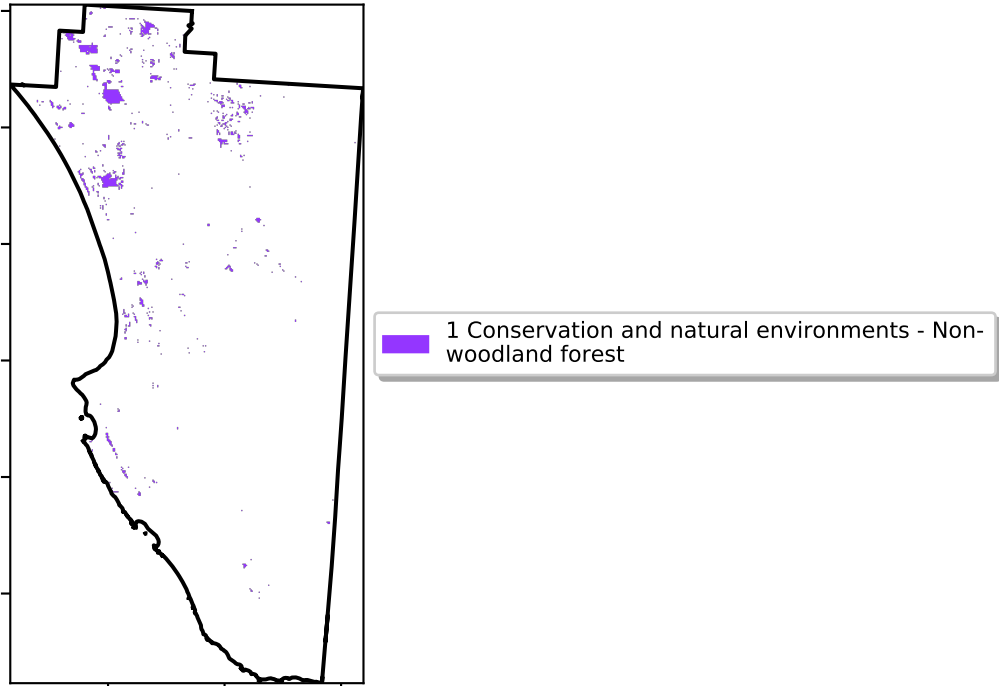 1 Conservation and natural environments - Non-
woodland forest